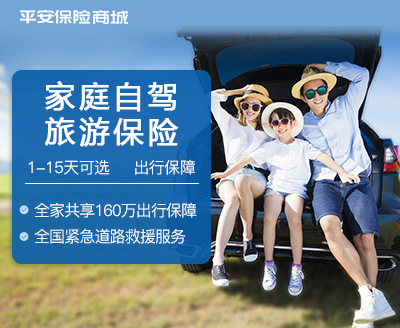 平安保险商城
家庭自驾
旅游保险
1-15天可选 出行保障
全家共享160万出行保障
全国紧急道路救援服务